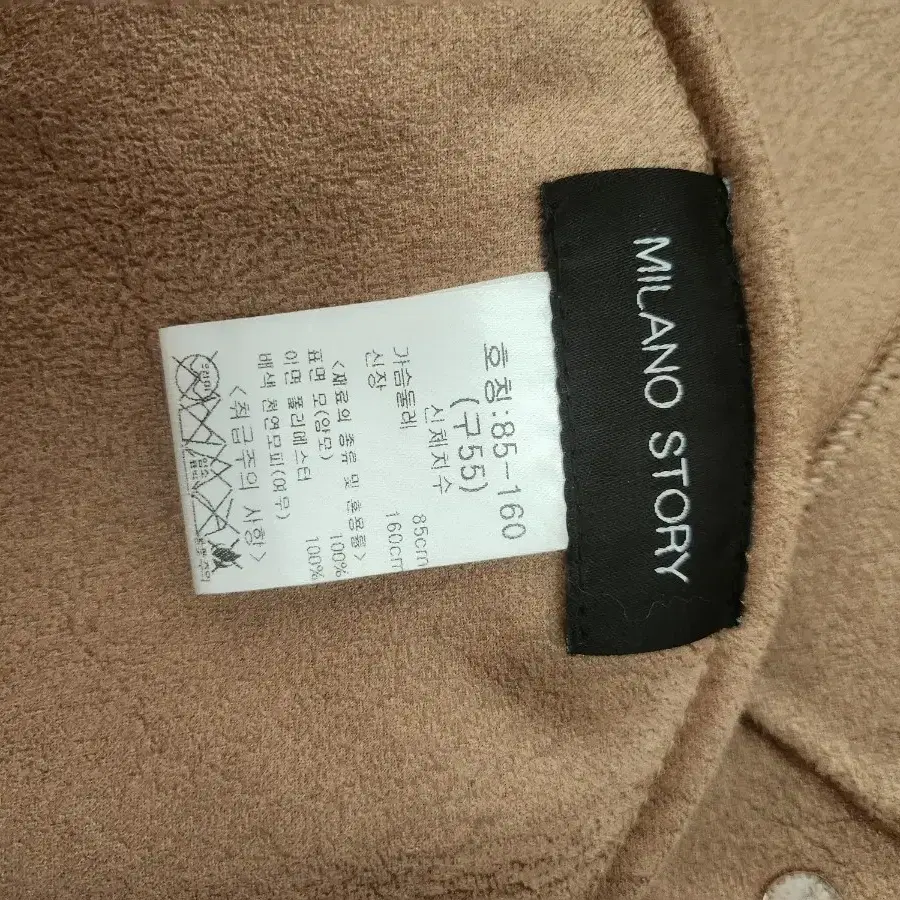 MILANO STORY
호칭:85-160
(구55)
신체치수
가슴둘레 85cm
신장 160cm
<재료의 종류 및 혼용률>
표면 모(양모) 100%
이면 폴리에스터 100%
배색 천연모피(여우)
<취급주의 사항>